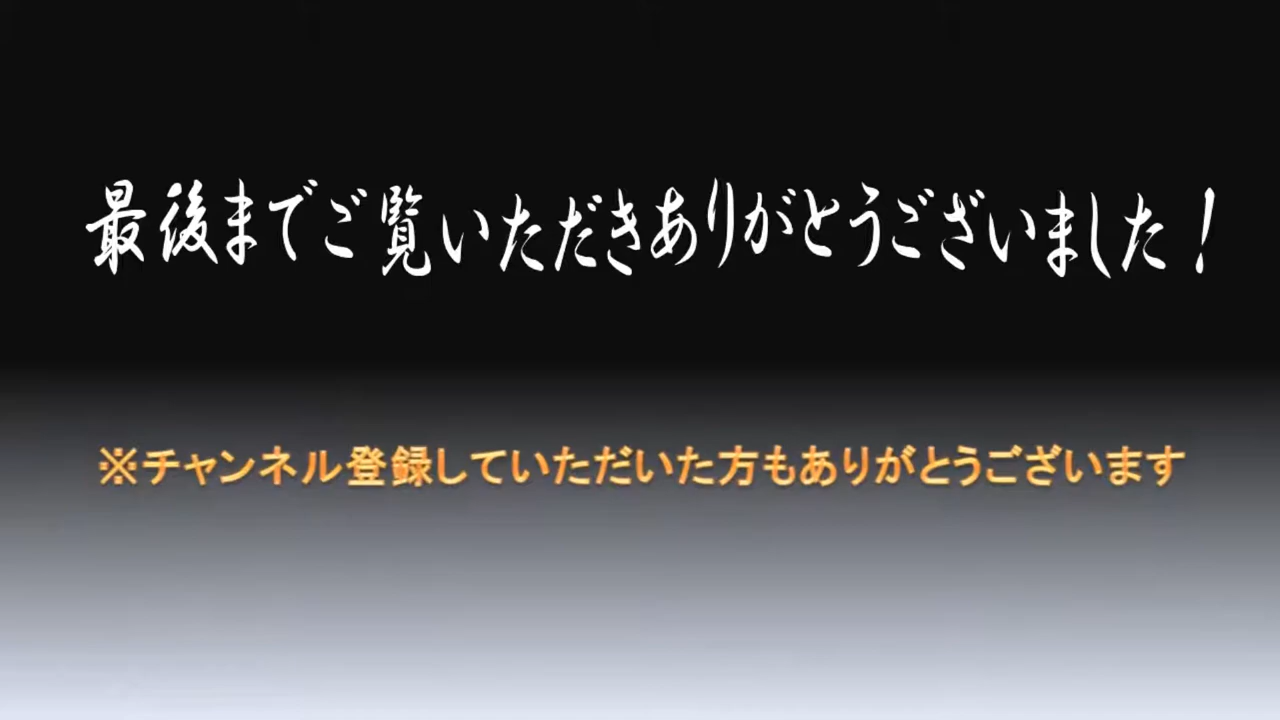 最後までご覧いただきありがとうございました！
※チャンネル登録していただいた方もありがとうございます